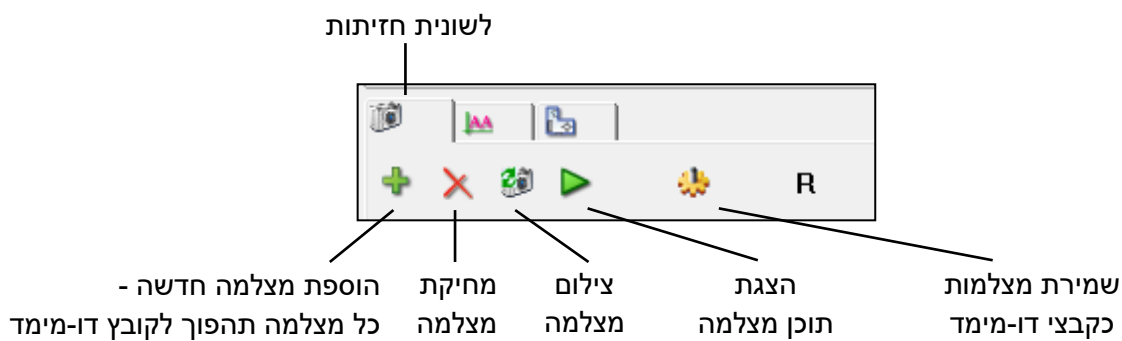 לשונית חזיתות
AA
R
שמירת מצלמות
כקבצי דו-מימד
הצגת
תוכן מצלמה
צילום
מצלמה
מחיקת
מצלמה
הוספת מצלמה חדשה -
כל מצלמה תהפוך לקובץ דו-מימד